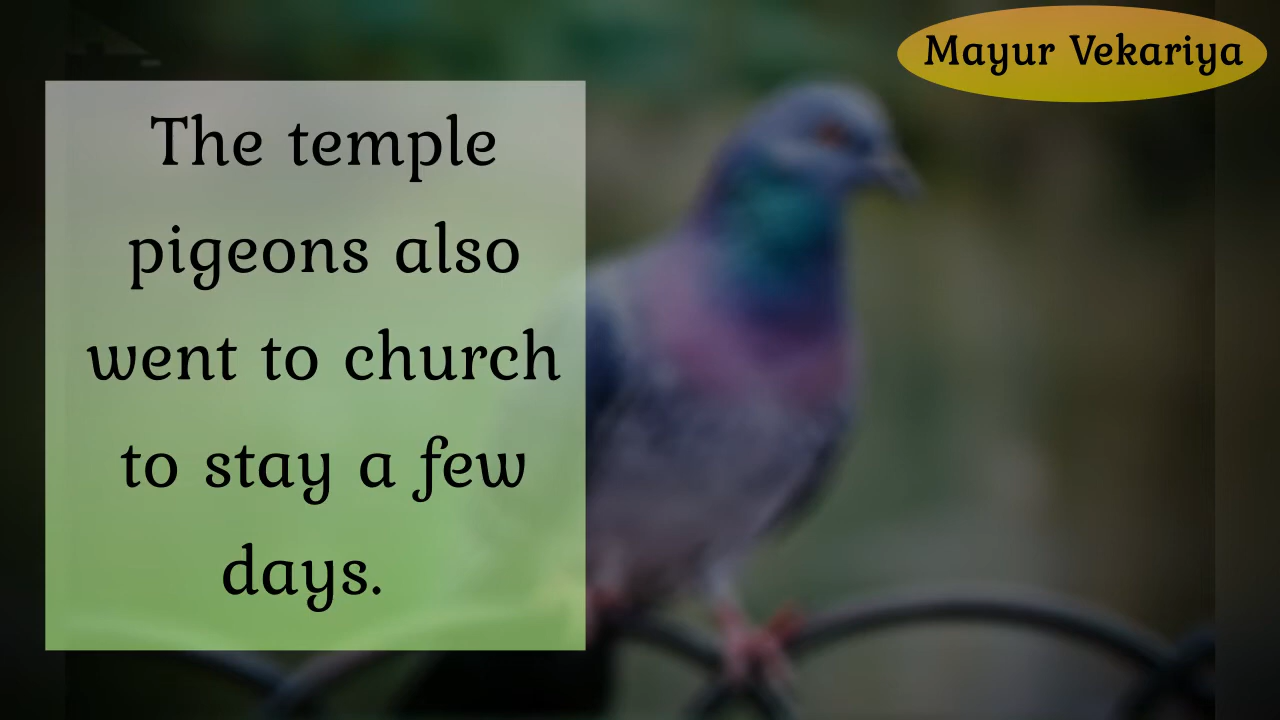 Mayur Vekariya
The temple
pigeons also
went to church
to stay a few
days.